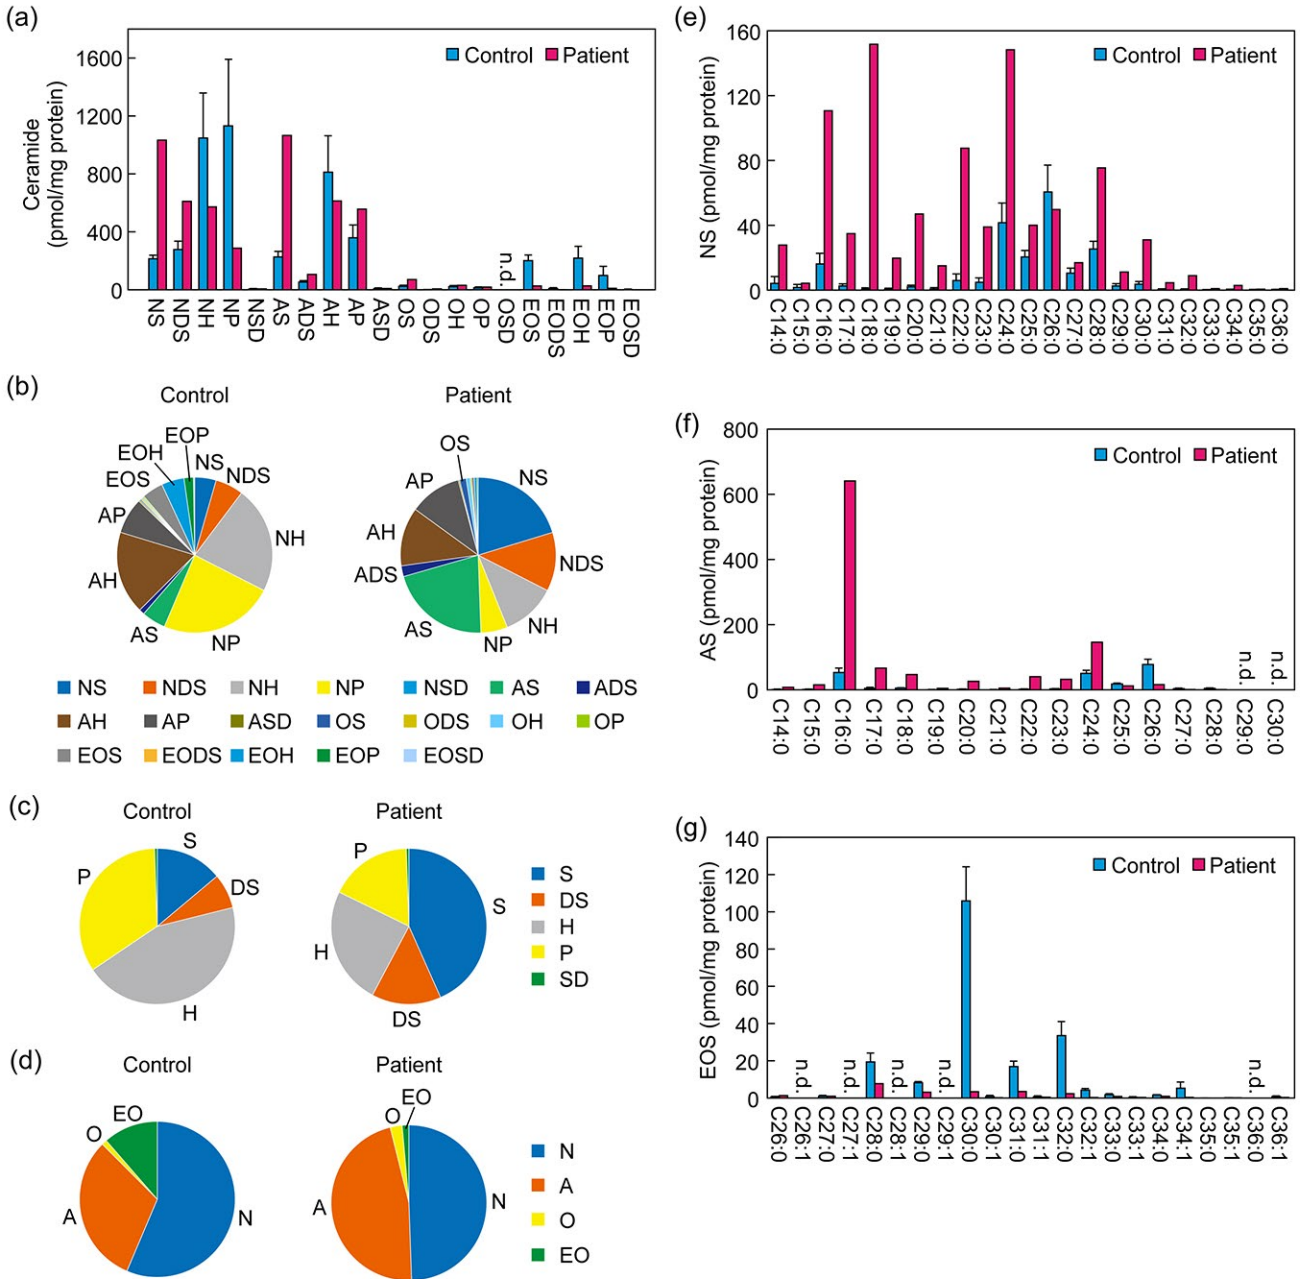 (a)
Control Patient
Ceramide
(pmol/mg protein)
1600
1200
800
400
0
n.d.
NS NDS NH NP NSD AS ADS AH AP ASD OS ODS OH OP OSD EOS EODS EOH EOP EOSD
(b)
Control
EOP
EOH
EOS
AP
AH
AS
NS
NDS
NH
NP
Patient
OS
AP
AH
ADS
AS
NS
NDS
NH
NP
NS NDS NH NP NSD AS ADS
AH AP ASD OS ODS OH OP
EOS EODS EOH EOP EOSD
(c)
Control
P
S
DS
H
Patient
P
S
H
DS
S
DS
H
P
SD
(d)
Control
EO
O
A
N
Patient
O
EO
A
N
N
A
O
EO
(e)
Control Patient
NS (pmol/mg protein)
160
120
80
40
0
C14:0 C15:0 C16:0 C17:0 C18:0 C19:0 C20:0 C21:0 C22:0 C23:0 C24:0 C25:0 C26:0 C27:0 C28:0 C29:0 C30:0 C31:0 C32:0 C33:0 C34:0 C35:0 C36:0
(f)
Control Patient
AS (pmol/mg protein)
800
600
400
200
0
n.d. n.d.
C14:0 C15:0 C16:0 C17:0 C18:0 C19:0 C20:0 C21:0 C22:0 C23:0 C24:0 C25:0 C26:0 C27:0 C28:0 C29:0 C30:0
(g)
Control Patient
EOS (pmol/mg protein)
140
120
100
80
60
40
20
0
n.d. n.d. n.d. n.d. n.d.
C26:0 C26:1 C27:0 C27:1 C28:0 C28:1 C29:0 C29:1 C30:0 C30:1 C31:0 C31:1 C32:0 C32:1 C33:0 C33:1 C34:0 C34:1 C35:0 C35:1 C36:0 C36:1